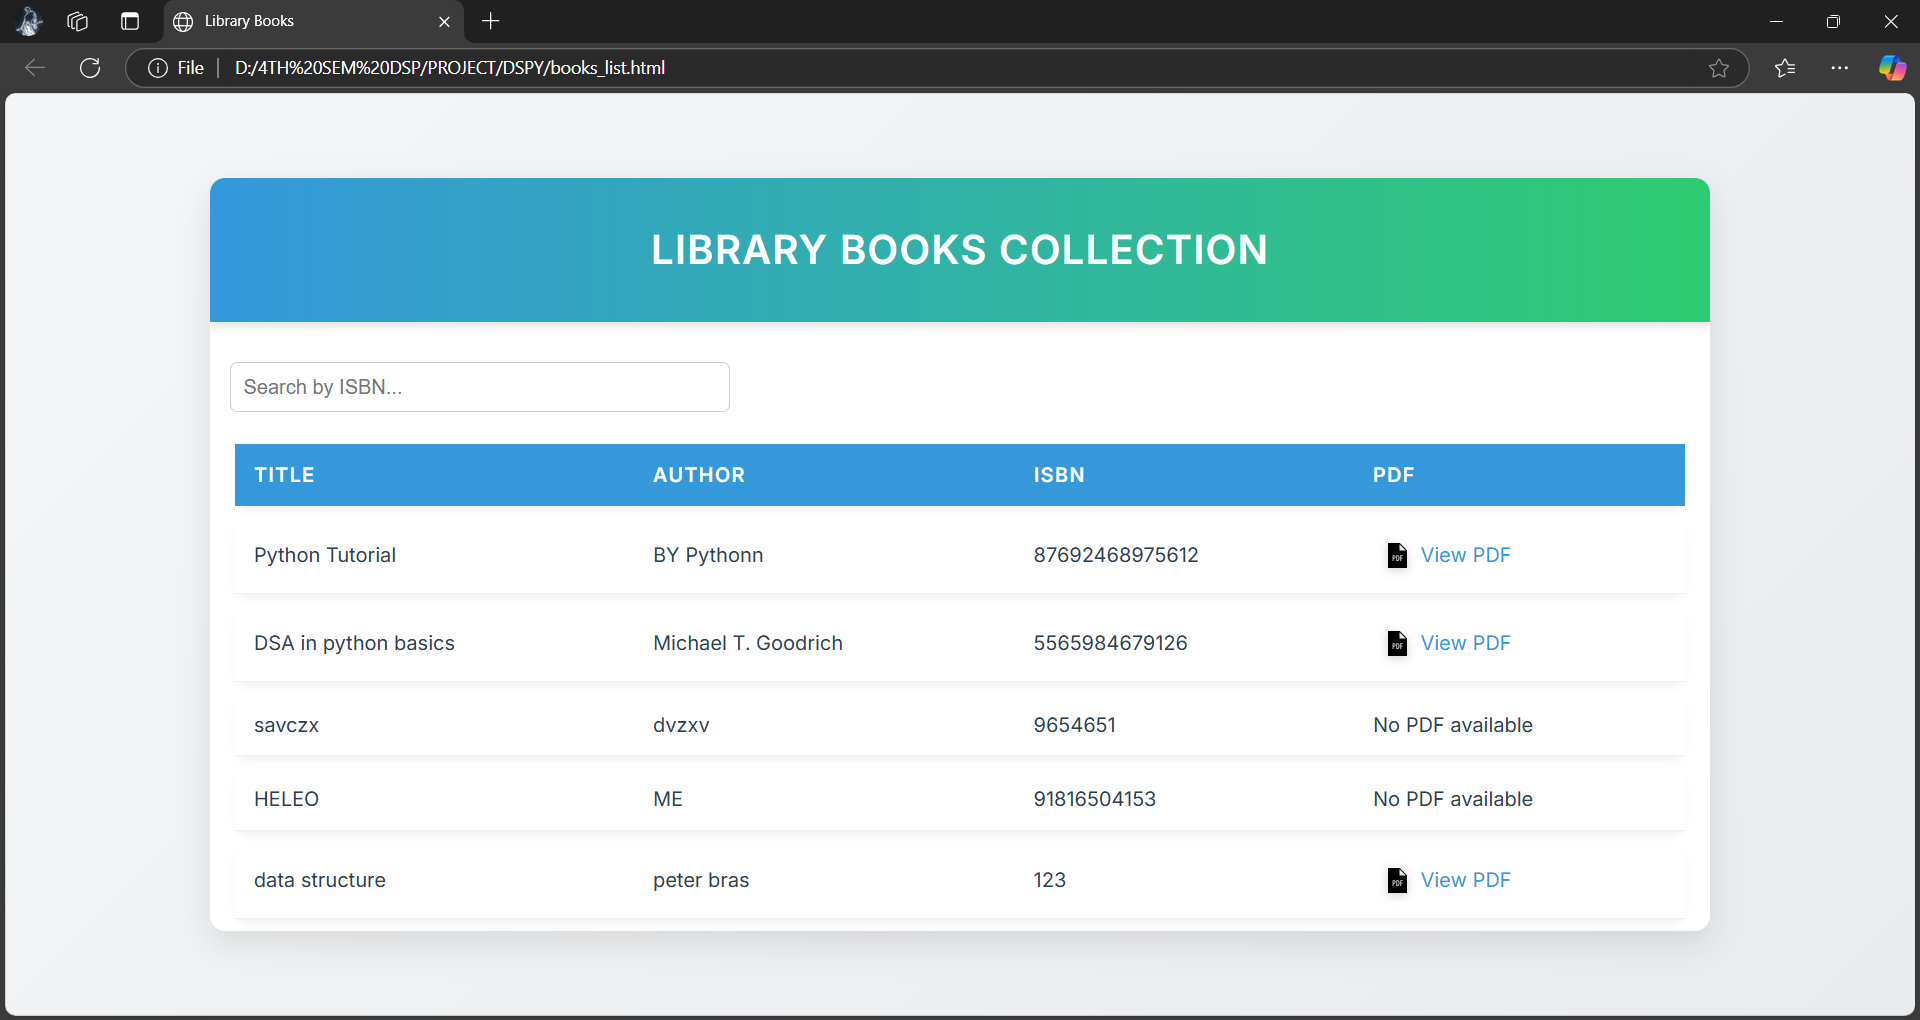 Library Books
File D:/4TH%20SEM%20DSP/PROJECT/DSPY/books_list.html
LIBRARY BOOKS COLLECTION
Search by ISBN...
TITLE AUTHOR ISBN PDF
Python Tutorial BY Pythonn 87692468975612 PDF View PDF
DSA in python basics Michael T. Goodrich 5565984679126 PDF View PDF
savczx dvzxv 9654651 No PDF available
HELEO ME 91816504153 No PDF available
data structure peter bras 123 PDF View PDF